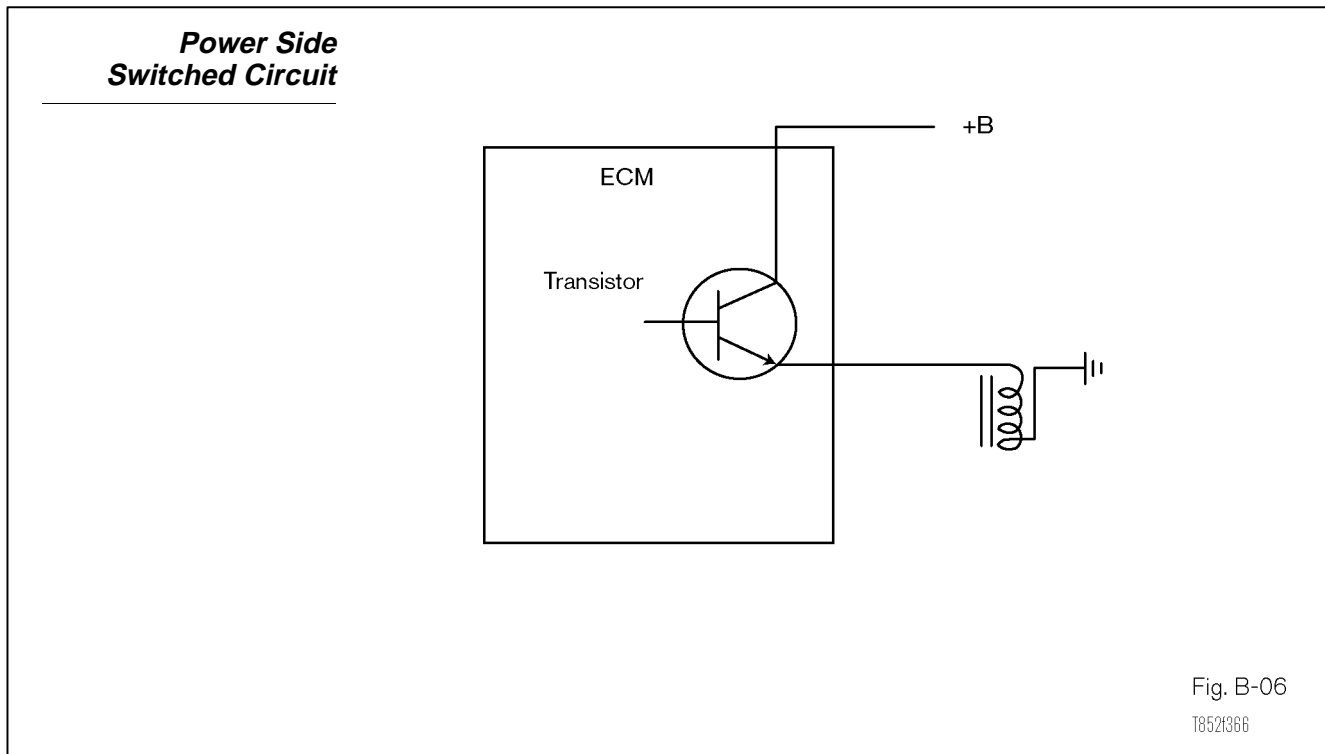 Power Side
Switched Circuit
+B
ECM
Transistor
Fig. B-06
T852f366